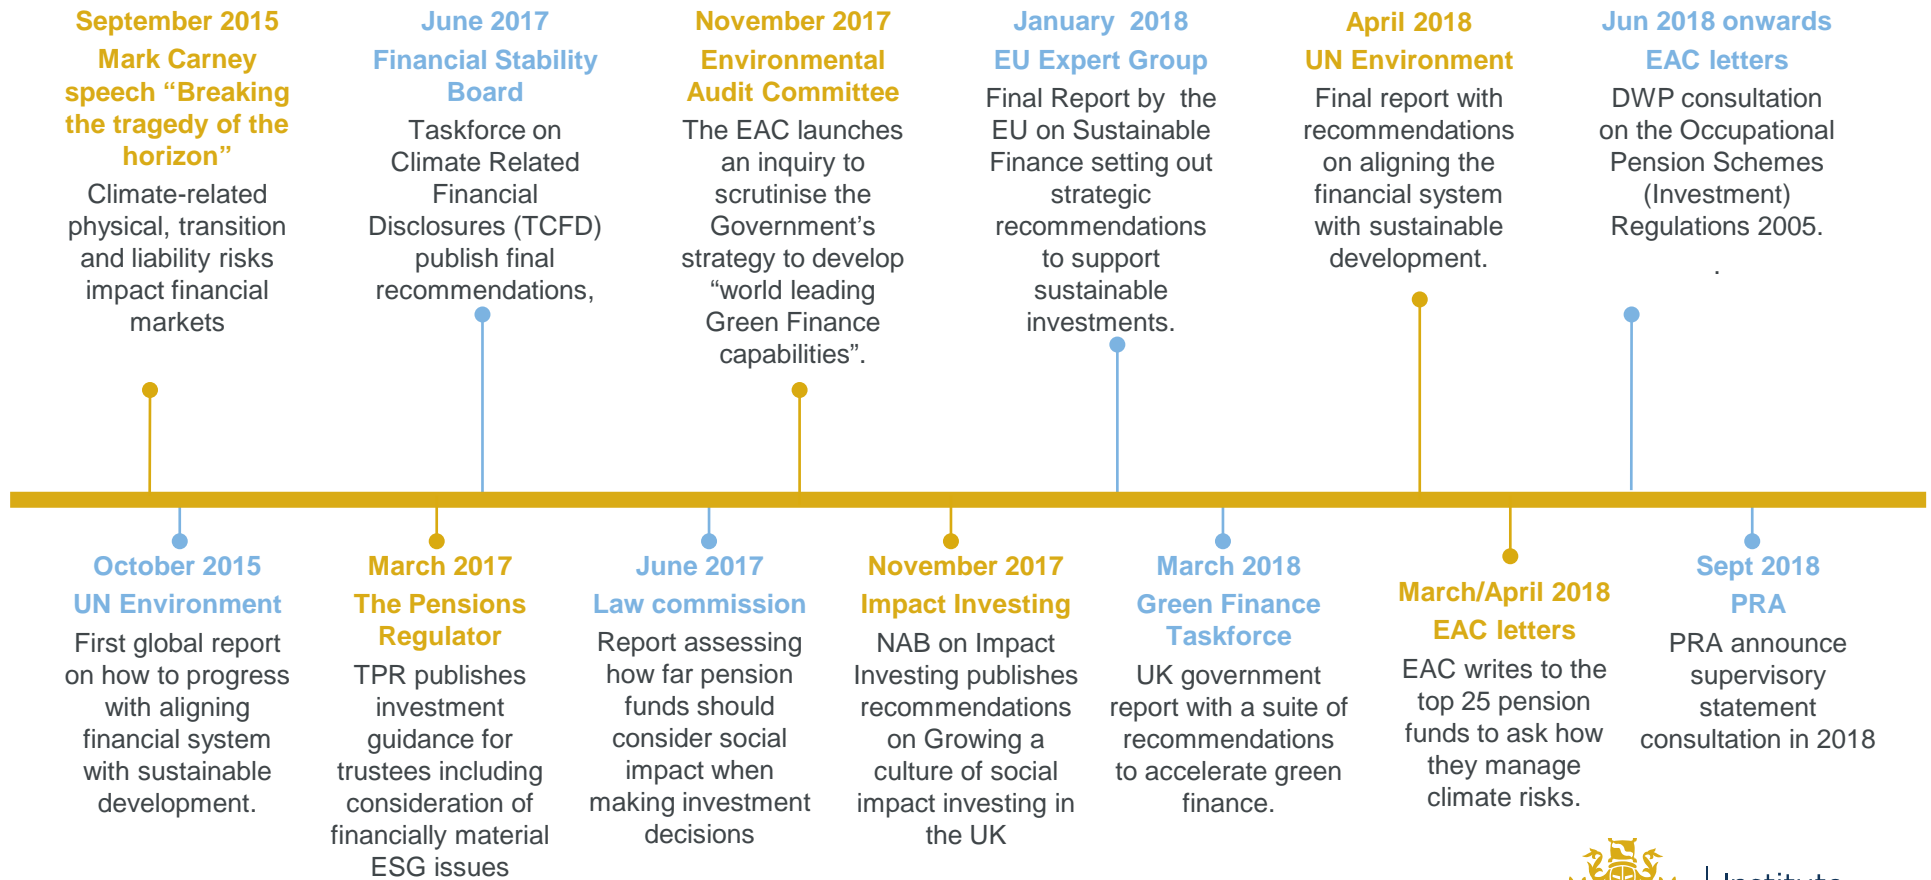 September 2015
Mark Carney
speech “Breaking
the tragedy of the
horizon”
Climate-related
physical, transition
and liability risks
impact financial
markets
June 2017
Financial Stability
Board
Taskforce on
Climate Related
Financial
Disclosures (TCFD)
publish final
recommendations,
November 2017
Environmental
Audit Committee
The EAC launches
an inquiry to
scrutinise the
Government’s
strategy to develop
“world leading
Green Finance
capabilities”.
January 2018
EU Expert Group
Final Report by the
EU on Sustainable
Finance setting out
strategic
recommendations
to support
sustainable
investments.
April 2018
UN Environment
Final report with
recommendations
on aligning the
financial system
with sustainable
development.
Jun 2018 onwards
EAC letters
DWP consultation
on the Occupational
Pension Schemes
(Investment)
Regulations 2005.
.
October 2015
UN Environment
First global report
on how to progress
with aligning
financial system
with sustainable
development.
March 2017
The Pensions
Regulator
TPR publishes
investment
guidance for
trustees including
consideration of
financially material
ESG issues
June 2017
Law commission
Report assessing
how far pension
funds should
consider social
impact when
making investment
decisions
November 2017
Impact Investing
NAB on Impact
Investing publishes
recommendations
on Growing a
culture of social
impact investing in
the UK
March 2018
Green Finance
Taskforce
UK government
report with a suite of
recommendations
to accelerate green
finance.
March/April 2018
EAC letters
EAC writes to the
top 25 pension
funds to ask how
they manage
climate risks.
Sept 2018
PRA
PRA announce
supervisory
statement
consultation in 2018
Institute